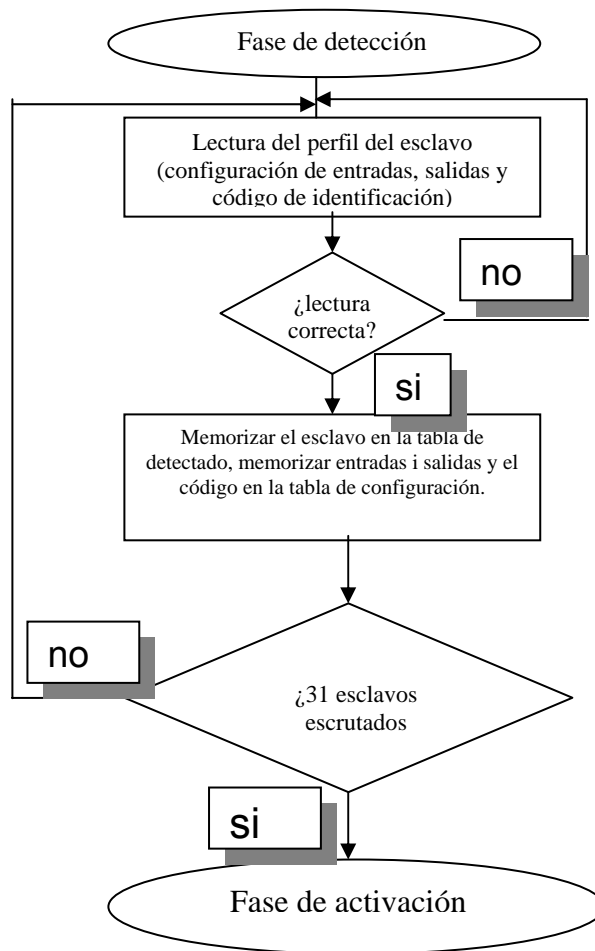 Fase de detección
Lectura del perfil del esclavo
(configuración de entradas, salidas y
código de identificación)
no
¿lectura
correcta?
si
Memorizar el esclavo en la tabla de
detectado, memorizar entradas i salidas y el
código en la tabla de configuración.
no
¿31 esclavos
escrutados
si
Fase de activación